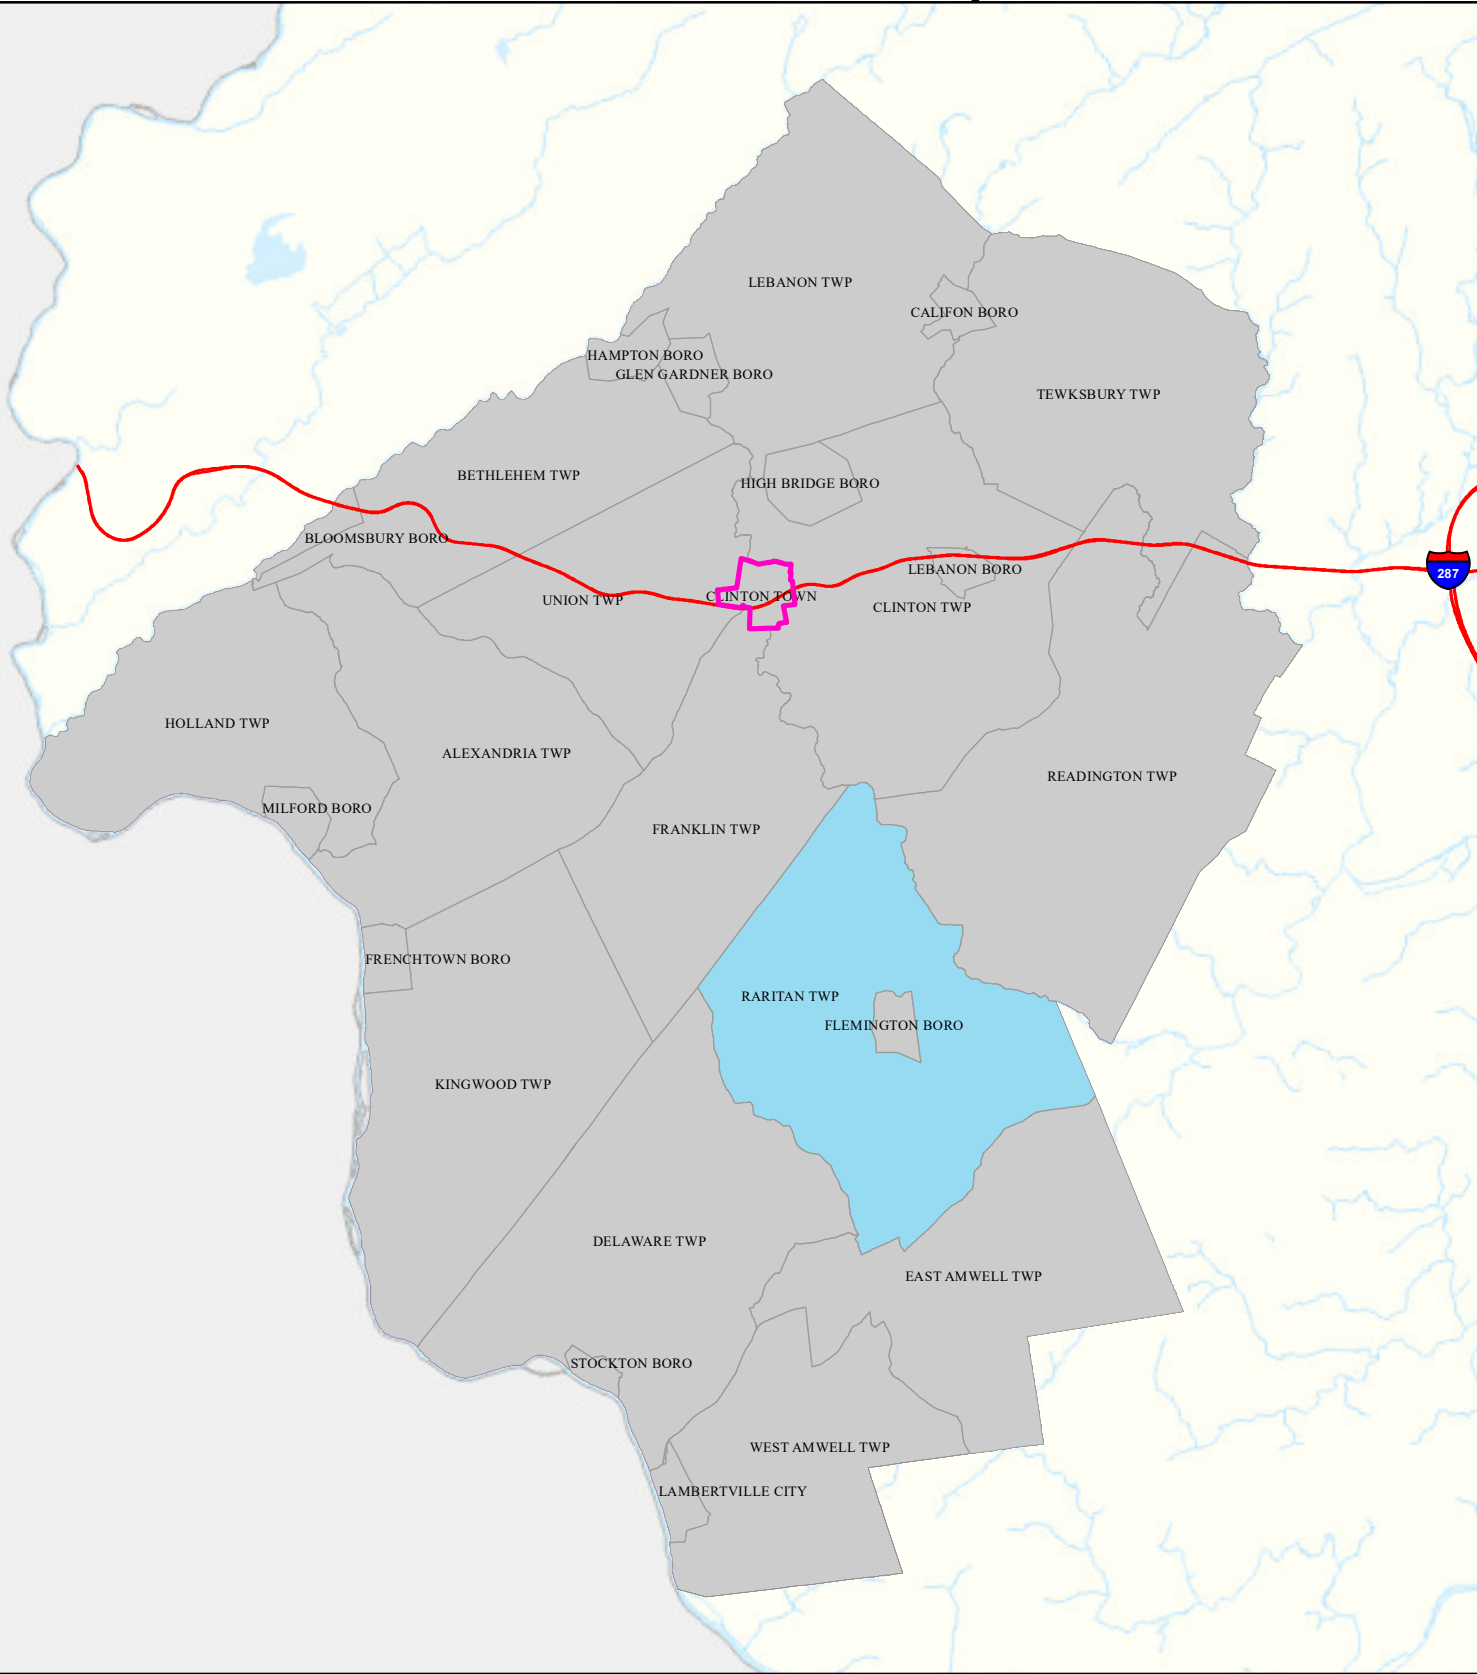 LEBANON TWP
CALIFON BORO
HAMPTON BORO
GLEN GARDNER BORO
TEWKSBURY TWP
BETHLEHEM TWP
HIGH BRIDGE BORO
BLOOMSBURY BORO
LEBANON BORO
287
UNION TWP
CLINTON TOWN
CLINTON TWP
HOLLAND TWP
ALEXANDRIA TWP
READINGTON TWP
MILFORD BORO
FRANKLIN TWP
FRENCHTOWN BORO
RARITAN TWP
FLEMINGTON BORO
KINGWOOD TWP
DELAWARE TWP
EAST AMWELL TWP
STOCKTON BORO
WEST AMWELL TWP
LAMBERTVILLE CITY